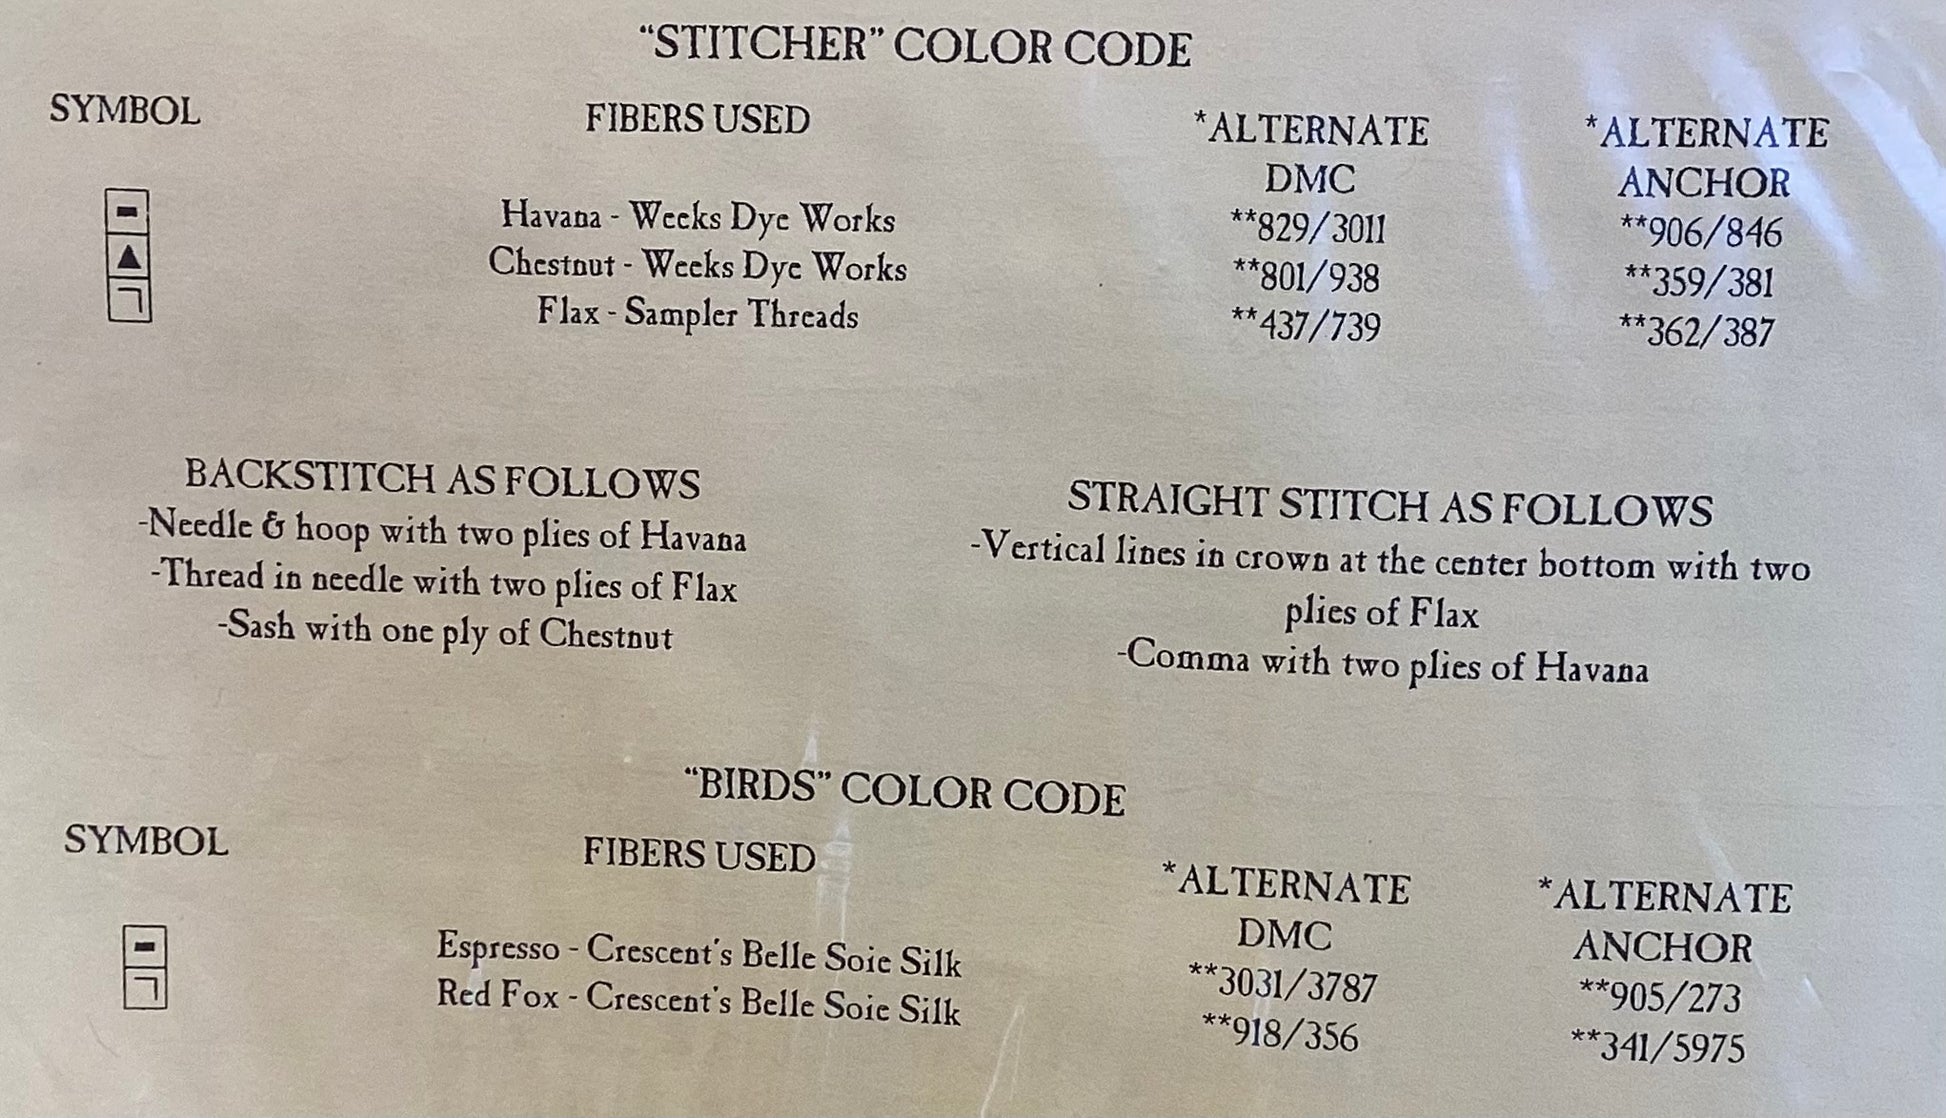 "STITCHER" COLOR CODE
SYMBOL FIBERS USED *ALTERNATE DMC *ALTERNATE ANCHOR
Havana - Weeks Dye Works **829/3011 **906/846
Chestnut - Weeks Dye Works **801/938 **359/381
Flax - Sampler Threads **437/739 **362/387
BACKSTITCH AS FOLLOWS
-Needle & hoop with two plies of Havana
-Thread in needle with two plies of Flax
-Sash with one ply of Chestnut
STRAIGHT STITCH AS FOLLOWS
-Vertical lines in crown at the center bottom with two
plies of Flax
-Comma with two plies of Havana
"BIRDS" COLOR CODE
SYMBOL FIBERS USED *ALTERNATE DMC *ALTERNATE ANCHOR
Espresso - Crescent's Belle Soie Silk **3031/3787 **905/273
Red Fox - Crescent's Belle Soie Silk **918/356 **341/5975